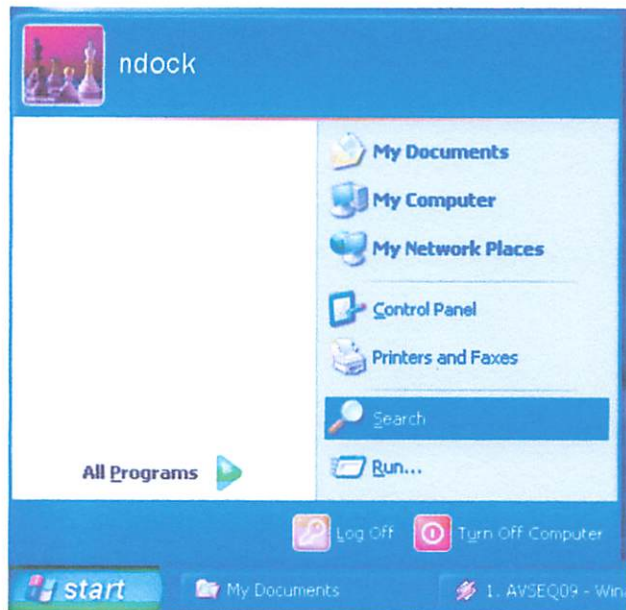 ndock
My Documents
My Computer
My Network Places
Control Panel
Printers and Faxes
Search
All Programs
Run...
Log Off
Turn Off Computer
start
My Documents
1. AVSEQ09 - Win